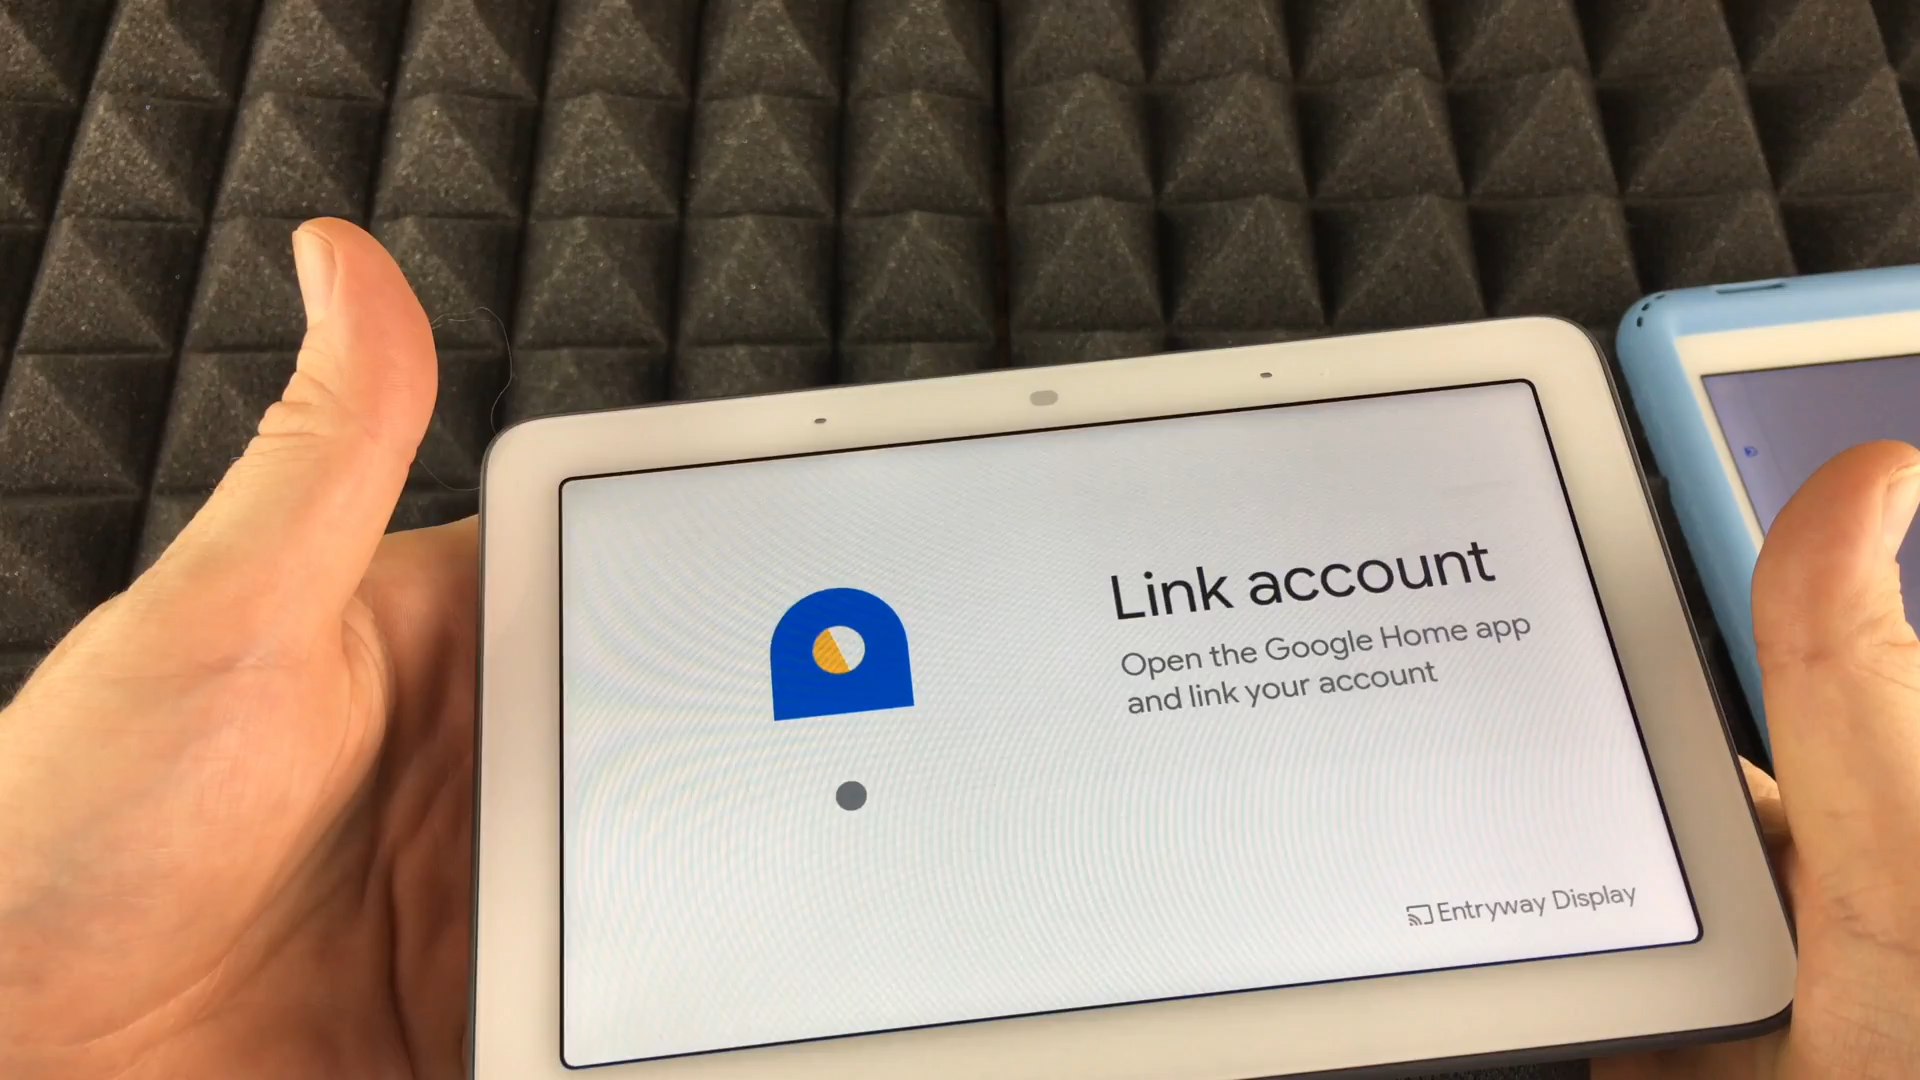 Link account
Open the Google Home app
and link your account
Entryway Display